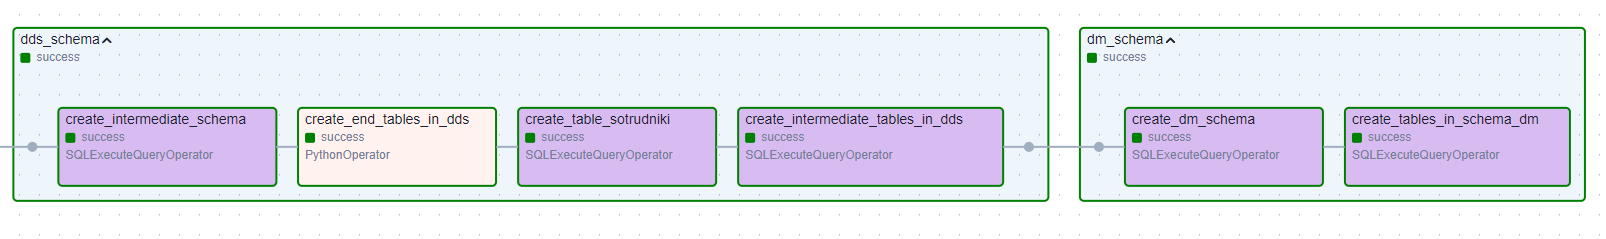 dds_schema
success
create_intermediate_schema
success
SQLExecuteQueryOperator
create_end_tables_in_dds
success
PythonOperator
create_table_sotrudniki
success
SQLExecuteQueryOperator
create_intermediate_tables_in_dds
success
SQLExecuteQueryOperator
dm_schema
success
create_dm_schema
success
SQLExecuteQueryOperator
create_tables_in_schema_dm
success
SQLExecuteQueryOperator